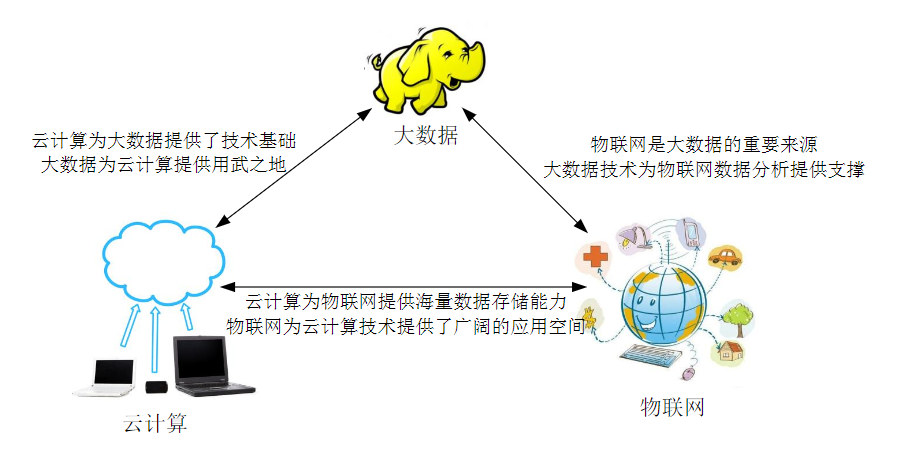 大数据
云计算为大数据提供了技术基础
大数据为云计算提供用武之地
物联网是大数据的重要来源
大数据技术为物联网数据分析提供支撑
云计算为物联网提供海量数据存储能力
物联网为云计算技术提供了广阔的应用空间
云计算
物联网